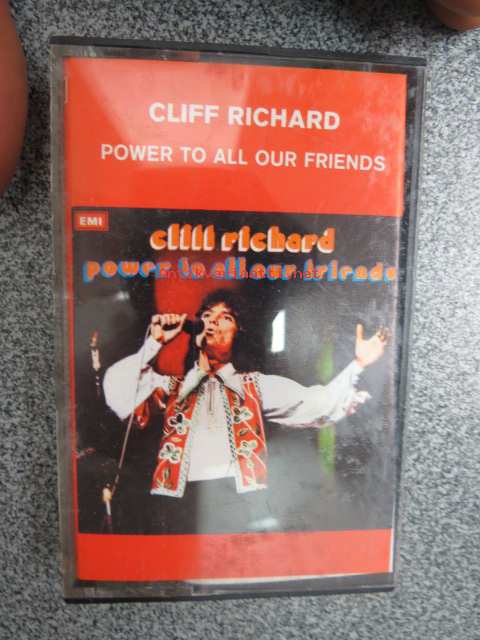 CLIFF RICHARD
POWER TO ALL OUR FRIENDS
EMI
cliff richard
power to all our friends